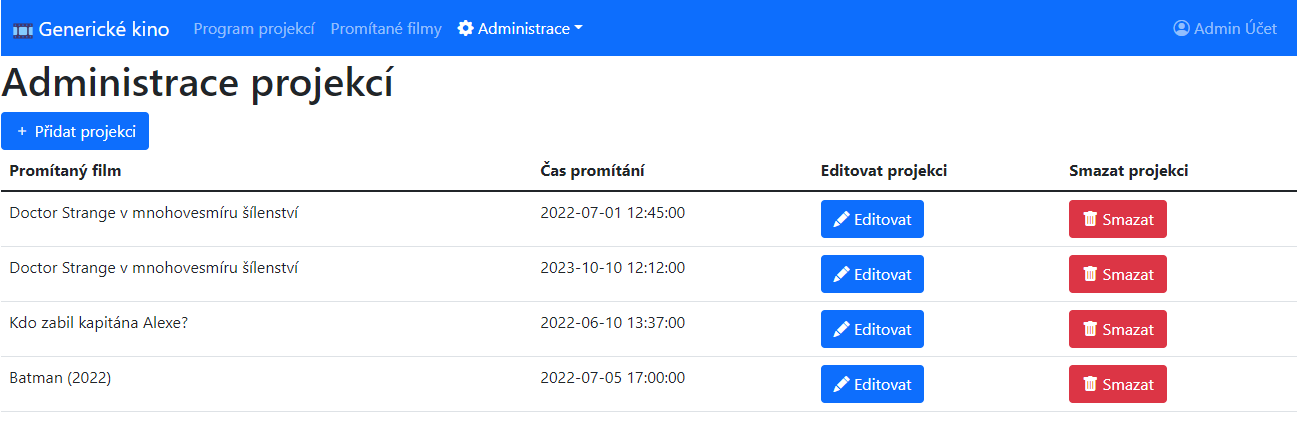 Generické kino Program projekcí Promítané filmy Administrace Admin Účet
Administrace projekcí
+ Přidat projekci
Promítaný film Čas promítání Editovat projekci Smazat projekci
Doctor Strange v mnohovesmíru šílenství 2022-07-01 12:45:00 Editovat Smazat
Doctor Strange v mnohovesmíru šílenství 2023-10-10 12:12:00 Editovat Smazat
Kdo zabil kapitána Alexe? 2022-06-10 13:37:00 Editovat Smazat
Batman (2022) 2022-07-05 17:00:00 Editovat Smazat